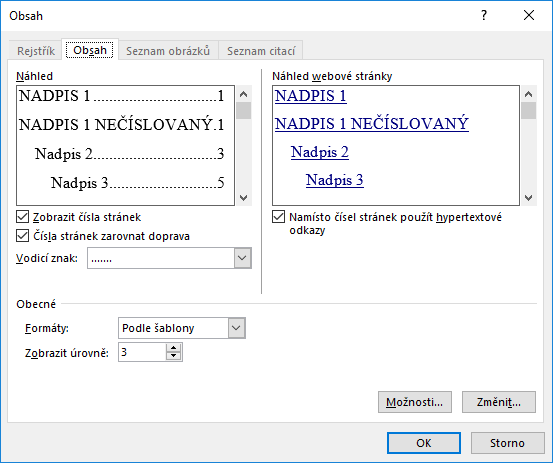 Obsah
Rejstřík
Obsah
Seznam obrázků
Seznam citací
Náhled
NADPIS 1..............................1
NADPIS 1 NEČÍSLOVANÝ.1
Nadpis 2..........................3
Nadpis 3......................5
Zobrazit čísla stránek
Čísla stránek zarovnat doprava
Vodicí znak:
.......
Náhled webové stránky
NADPIS 1
NADPIS 1 NEČÍSLOVANÝ
Nadpis 2
Nadpis 3
Namísto čísel stránek použít hypertextové
odkazy
Obecné
Formáty:
Podle šablony
Zobrazit úrovně:
3
Možnosti...
Změnit...
OK
Storno